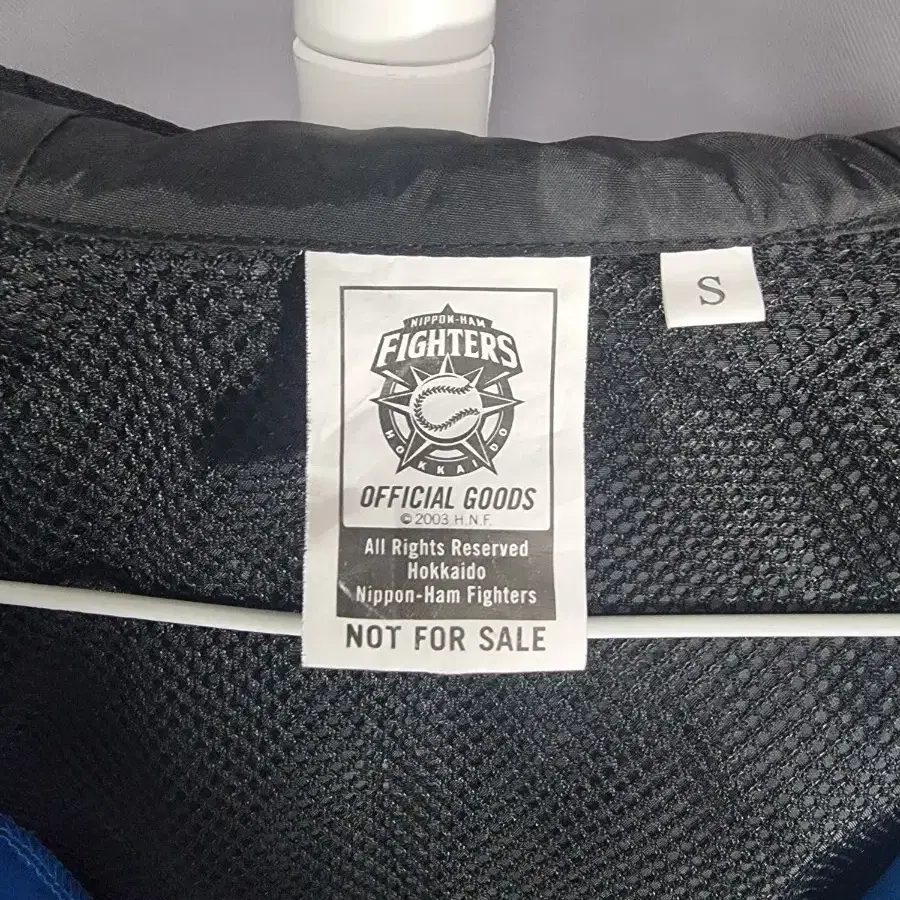 NIPPON-HAM
FIGHTERS
HOKKAIDO
OFFICIAL GOODS
©2003 H.N.F.
All Rights Reserved
Hokkaido
Nippon-Ham Fighters
NOT FOR SALE
S